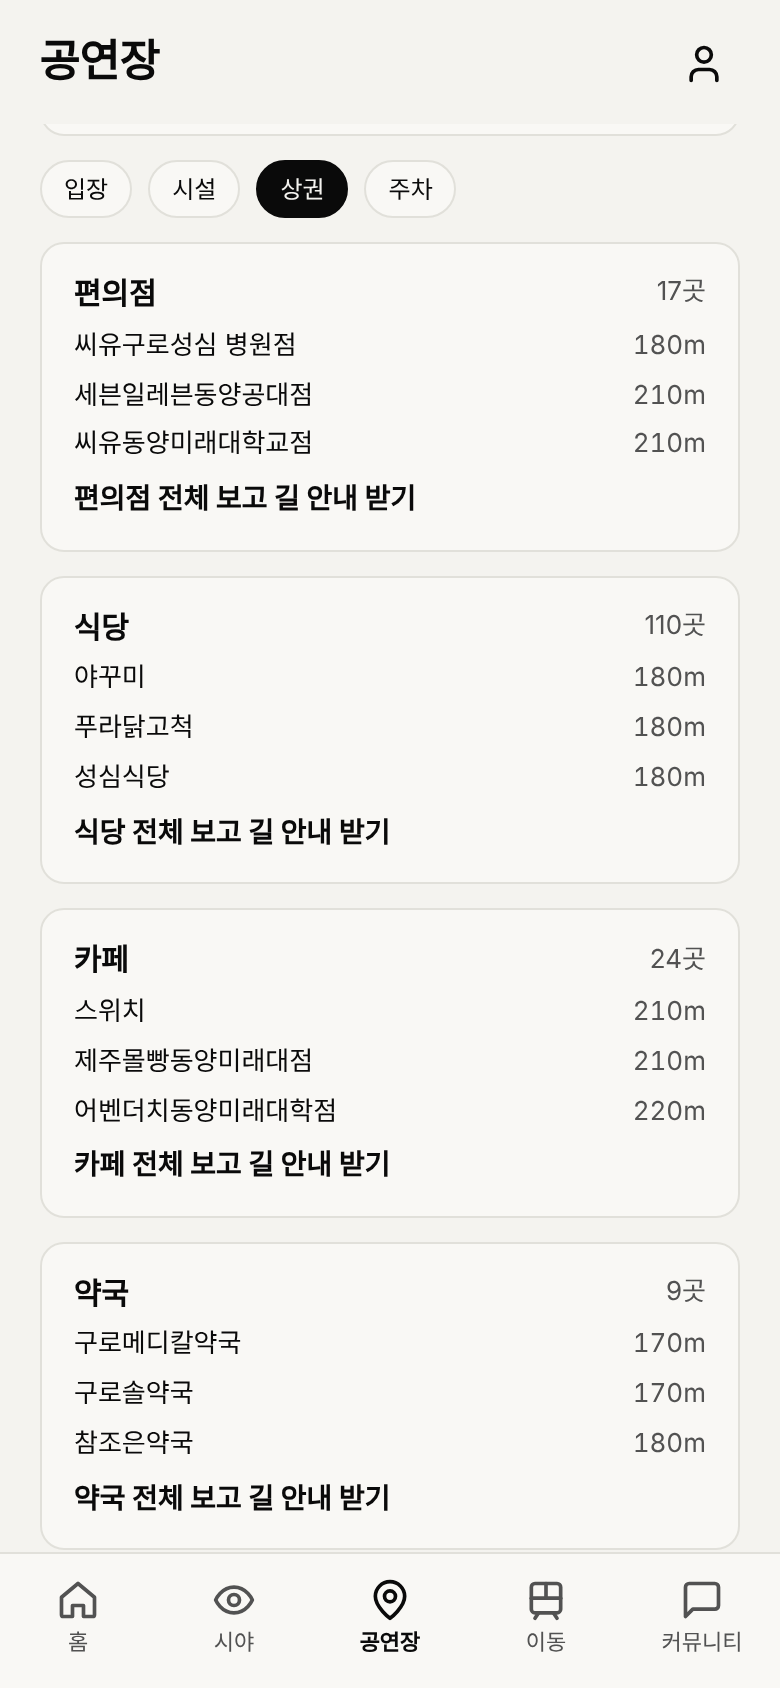 공연장
입장 시설 상권 주차
편의점 17곳
씨유구로성심 병원점 180m
세븐일레븐동양공대점 210m
씨유동양미래대학교점 210m
편의점 전체 보고 길 안내 받기
식당 110곳
야꾸미 180m
푸라닭고척 180m
성심식당 180m
식당 전체 보고 길 안내 받기
카페 24곳
스위치 210m
제주몰빵동양미래대점 210m
어벤더치동양미래대학점 220m
카페 전체 보고 길 안내 받기
약국 9곳
구로메디칼약국 170m
구로솔약국 170m
참조은약국 180m
약국 전체 보고 길 안내 받기
홈 시야 공연장 이동 커뮤니티